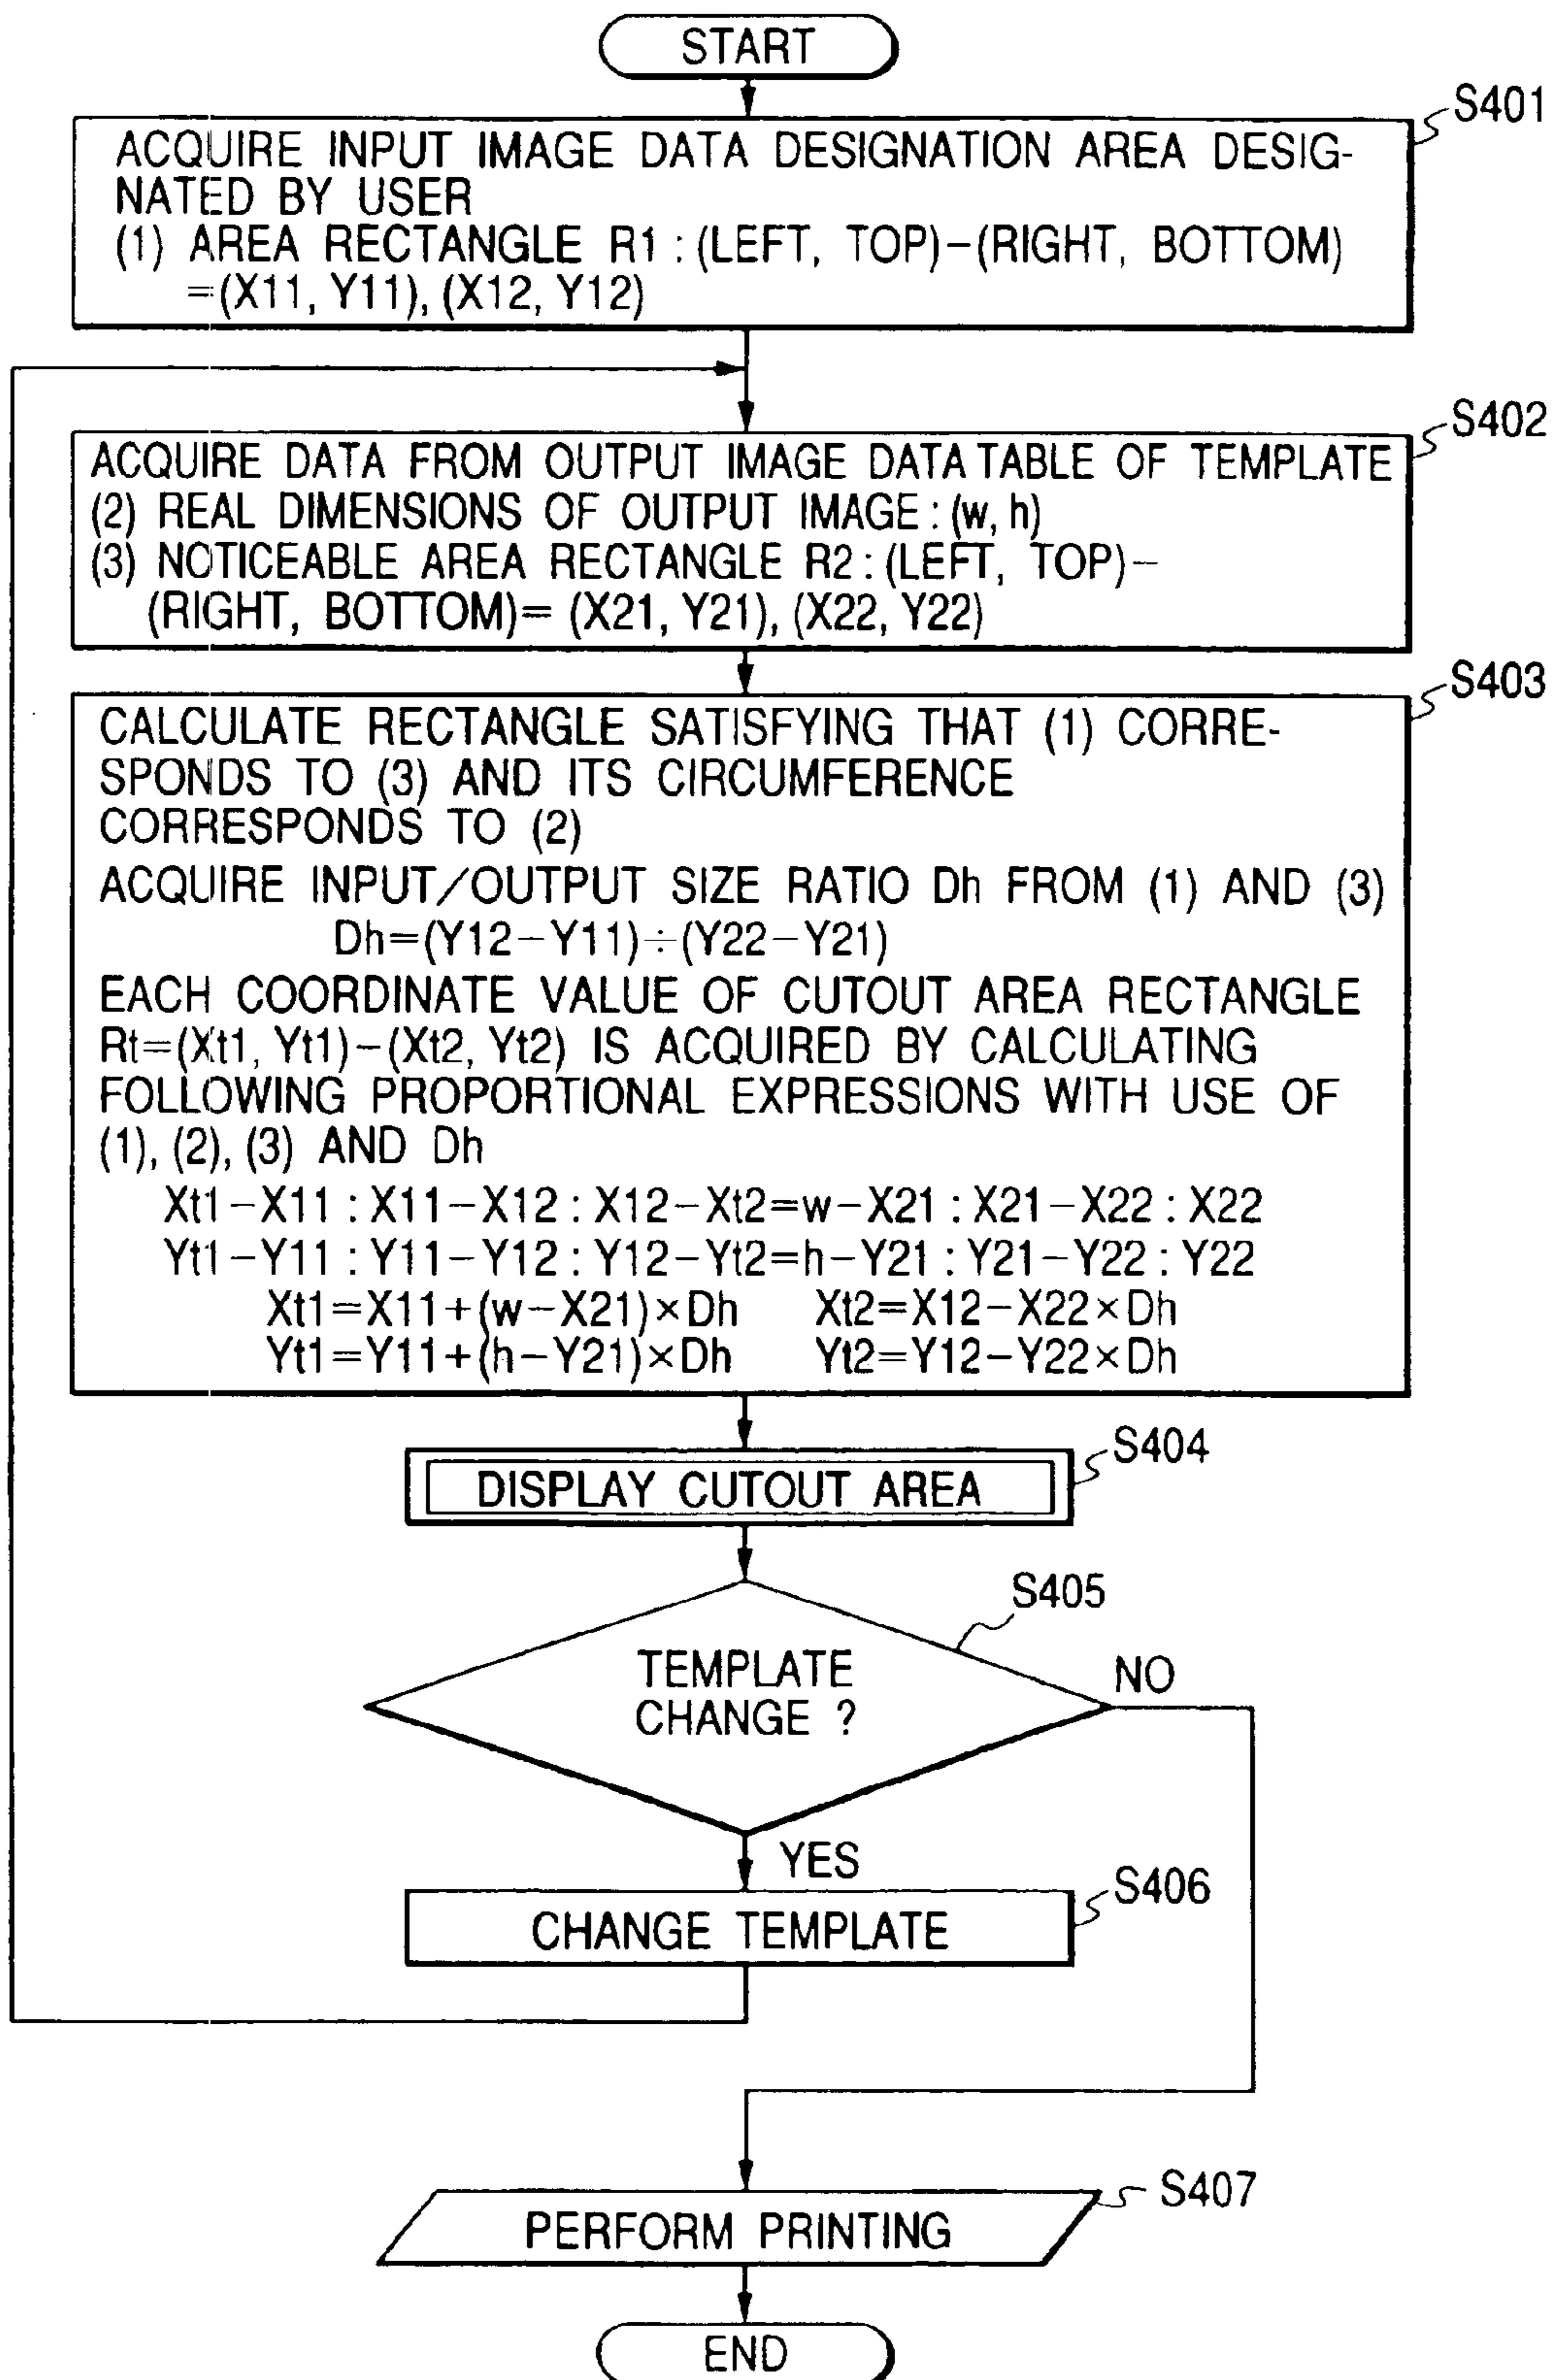 START
S401
ACQUIRE INPUT IMAGE DATA DESIGNATION AREA DESIG-
NATED BY USER
(1) AREA RECTANGLE R1 : (LEFT, TOP)-(RIGHT, BOTTOM)
=(X11, Y11), (X12, Y12)
S402
ACQUIRE DATA FROM OUTPUT IMAGE DATA TABLE OF TEMPLATE
(2) REAL DIMENSIONS OF OUTPUT IMAGE : (w, h)
(3) NOTICEABLE AREA RECTANGLE R2 : (LEFT, TOP)-
(RIGHT, BOTTOM)= (X21, Y21), (X22, Y22)
S403
CALCULATE RECTANGLE SATISFYING THAT (1) CORRE-
SPONDS TO (3) AND ITS CIRCUMFERENCE
CORRESPONDS TO (2)
ACQUIRE INPUT/OUTPUT SIZE RATIO Dh FROM (1) AND (3)
Dh=(Y12-Y11)÷(Y22-Y21)
EACH COORDINATE VALUE OF CUTOUT AREA RECTANGLE
Rt=(Xt1, Yt1)-(Xt2, Yt2) IS ACQUIRED BY CALCULATING
FOLLOWING PROPORTIONAL EXPRESSIONS WITH USE OF
(1), (2), (3) AND Dh
Xt1-X11 : X11-X12 : X12-Xt2=w-X21 : X21-X22 : X22
Yt1-Y11 : Y11-Y12 : Y12-Yt2=h-Y21 : Y21-Y22 : Y22
Xt1=X11+(w-X21)×Dh Xt2=X12-X22×Dh
Yt1=Y11+(h-Y21)×Dh Yt2=Y12-Y22×Dh
S404
DISPLAY CUTOUT AREA
S405
TEMPLATE
CHANGE ?
NO
YES
S406
CHANGE TEMPLATE
S407
PERFORM PRINTING
END